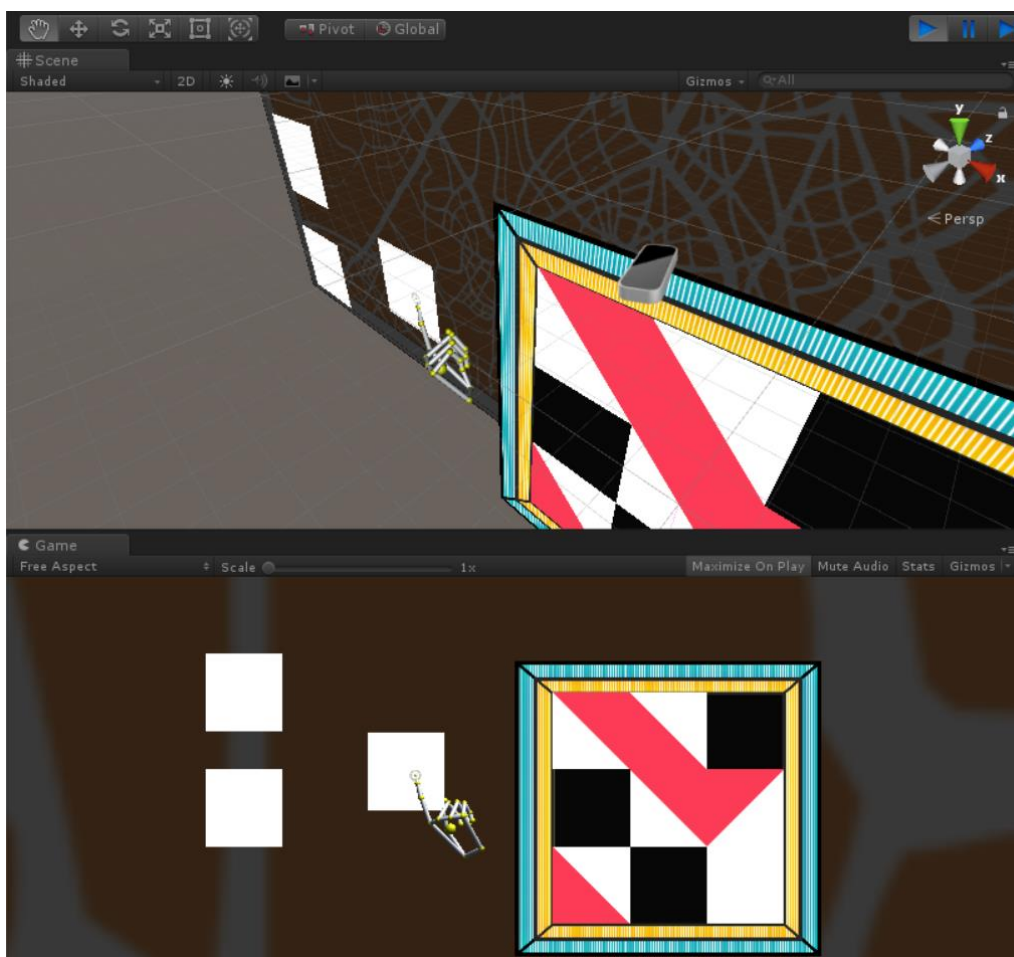 Pivot Global
Scene
Shaded 2D Gizmos All
y
z
x
Persp
Game
Free Aspect Scale 1x Maximize On Play Mute Audio Stats Gizmos